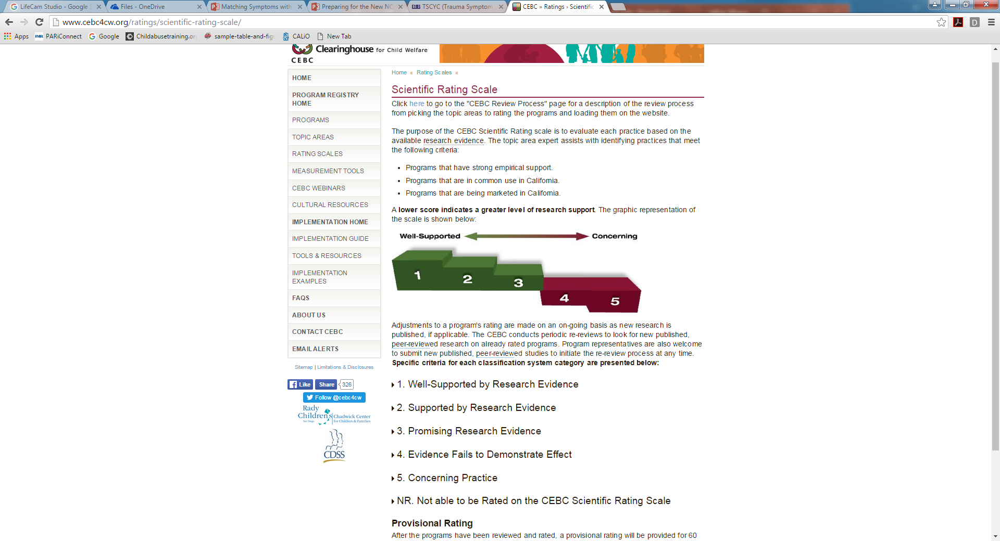 LifeCam Studio - Google
Files - OneDrive
Matching Symptoms with
Preparing for the New NC
TSCYC (Trauma Symptom
CEBC » Ratings › Scientific
www.cebc4cw.org/ratings/scientific-rating-scale/
D
Apps
PAR PARiConnect
Google
Childabusetraining.or
sample-table-and-figu
CALiO
New Tab
CEBC
Clearinghouse for Child Welfare
HOME
PROGRAM REGISTRY
HOME
PROGRAMS
TOPIC AREAS
RATING SCALES
MEASUREMENT TOOLS
CEBC WEBINARS
CULTURAL RESOURCES
IMPLEMENTATION HOME
IMPLEMENTATION GUIDE
TOOLS & RESOURCES
IMPLEMENTATION
EXAMPLES
FAQS
ABOUT US
CONTACT CEBC
EMAIL ALERTS
Sitemap | Limitations & Disclosures
Like Share 326
Follow @cebc4cw
Rady
Children's
San Diego
Chadwick Center
for Children & Families
CDSS
Home « Rating Scales «
Scientific Rating Scale
Click here to go to the "CEBC Review Process" page for a description of the review process
from picking the topic areas to rating the programs and loading them on the website.
The purpose of the CEBC Scientific Rating scale is to evaluate each practice based on the
available research evidence. The topic area expert assists with identifying practices that meet
the following criteria:
• Programs that have strong empirical support.
• Programs that are in common use in California.
• Programs that are being marketed in California.
A lower score indicates a greater level of research support. The graphic representation of
the scale is shown below:
Well-Supported Concerning
1 2 3 4 5
Adjustments to a program's rating are made on an on-going basis as new research is
published, if applicable. The CEBC conducts periodic re-reviews to look for new published,
peer-reviewed research on already rated programs. Program representatives are also welcome
to submit new published, peer-reviewed studies to initiate the re-review process at any time.
Specific criteria for each classification system category are presented below:
1. Well-Supported by Research Evidence
2. Supported by Research Evidence
3. Promising Research Evidence
4. Evidence Fails to Demonstrate Effect
5. Concerning Practice
NR. Not able to be Rated on the CEBC Scientific Rating Scale
Provisional Rating
After the programs have been reviewed and rated, a provisional rating will be provided for 60